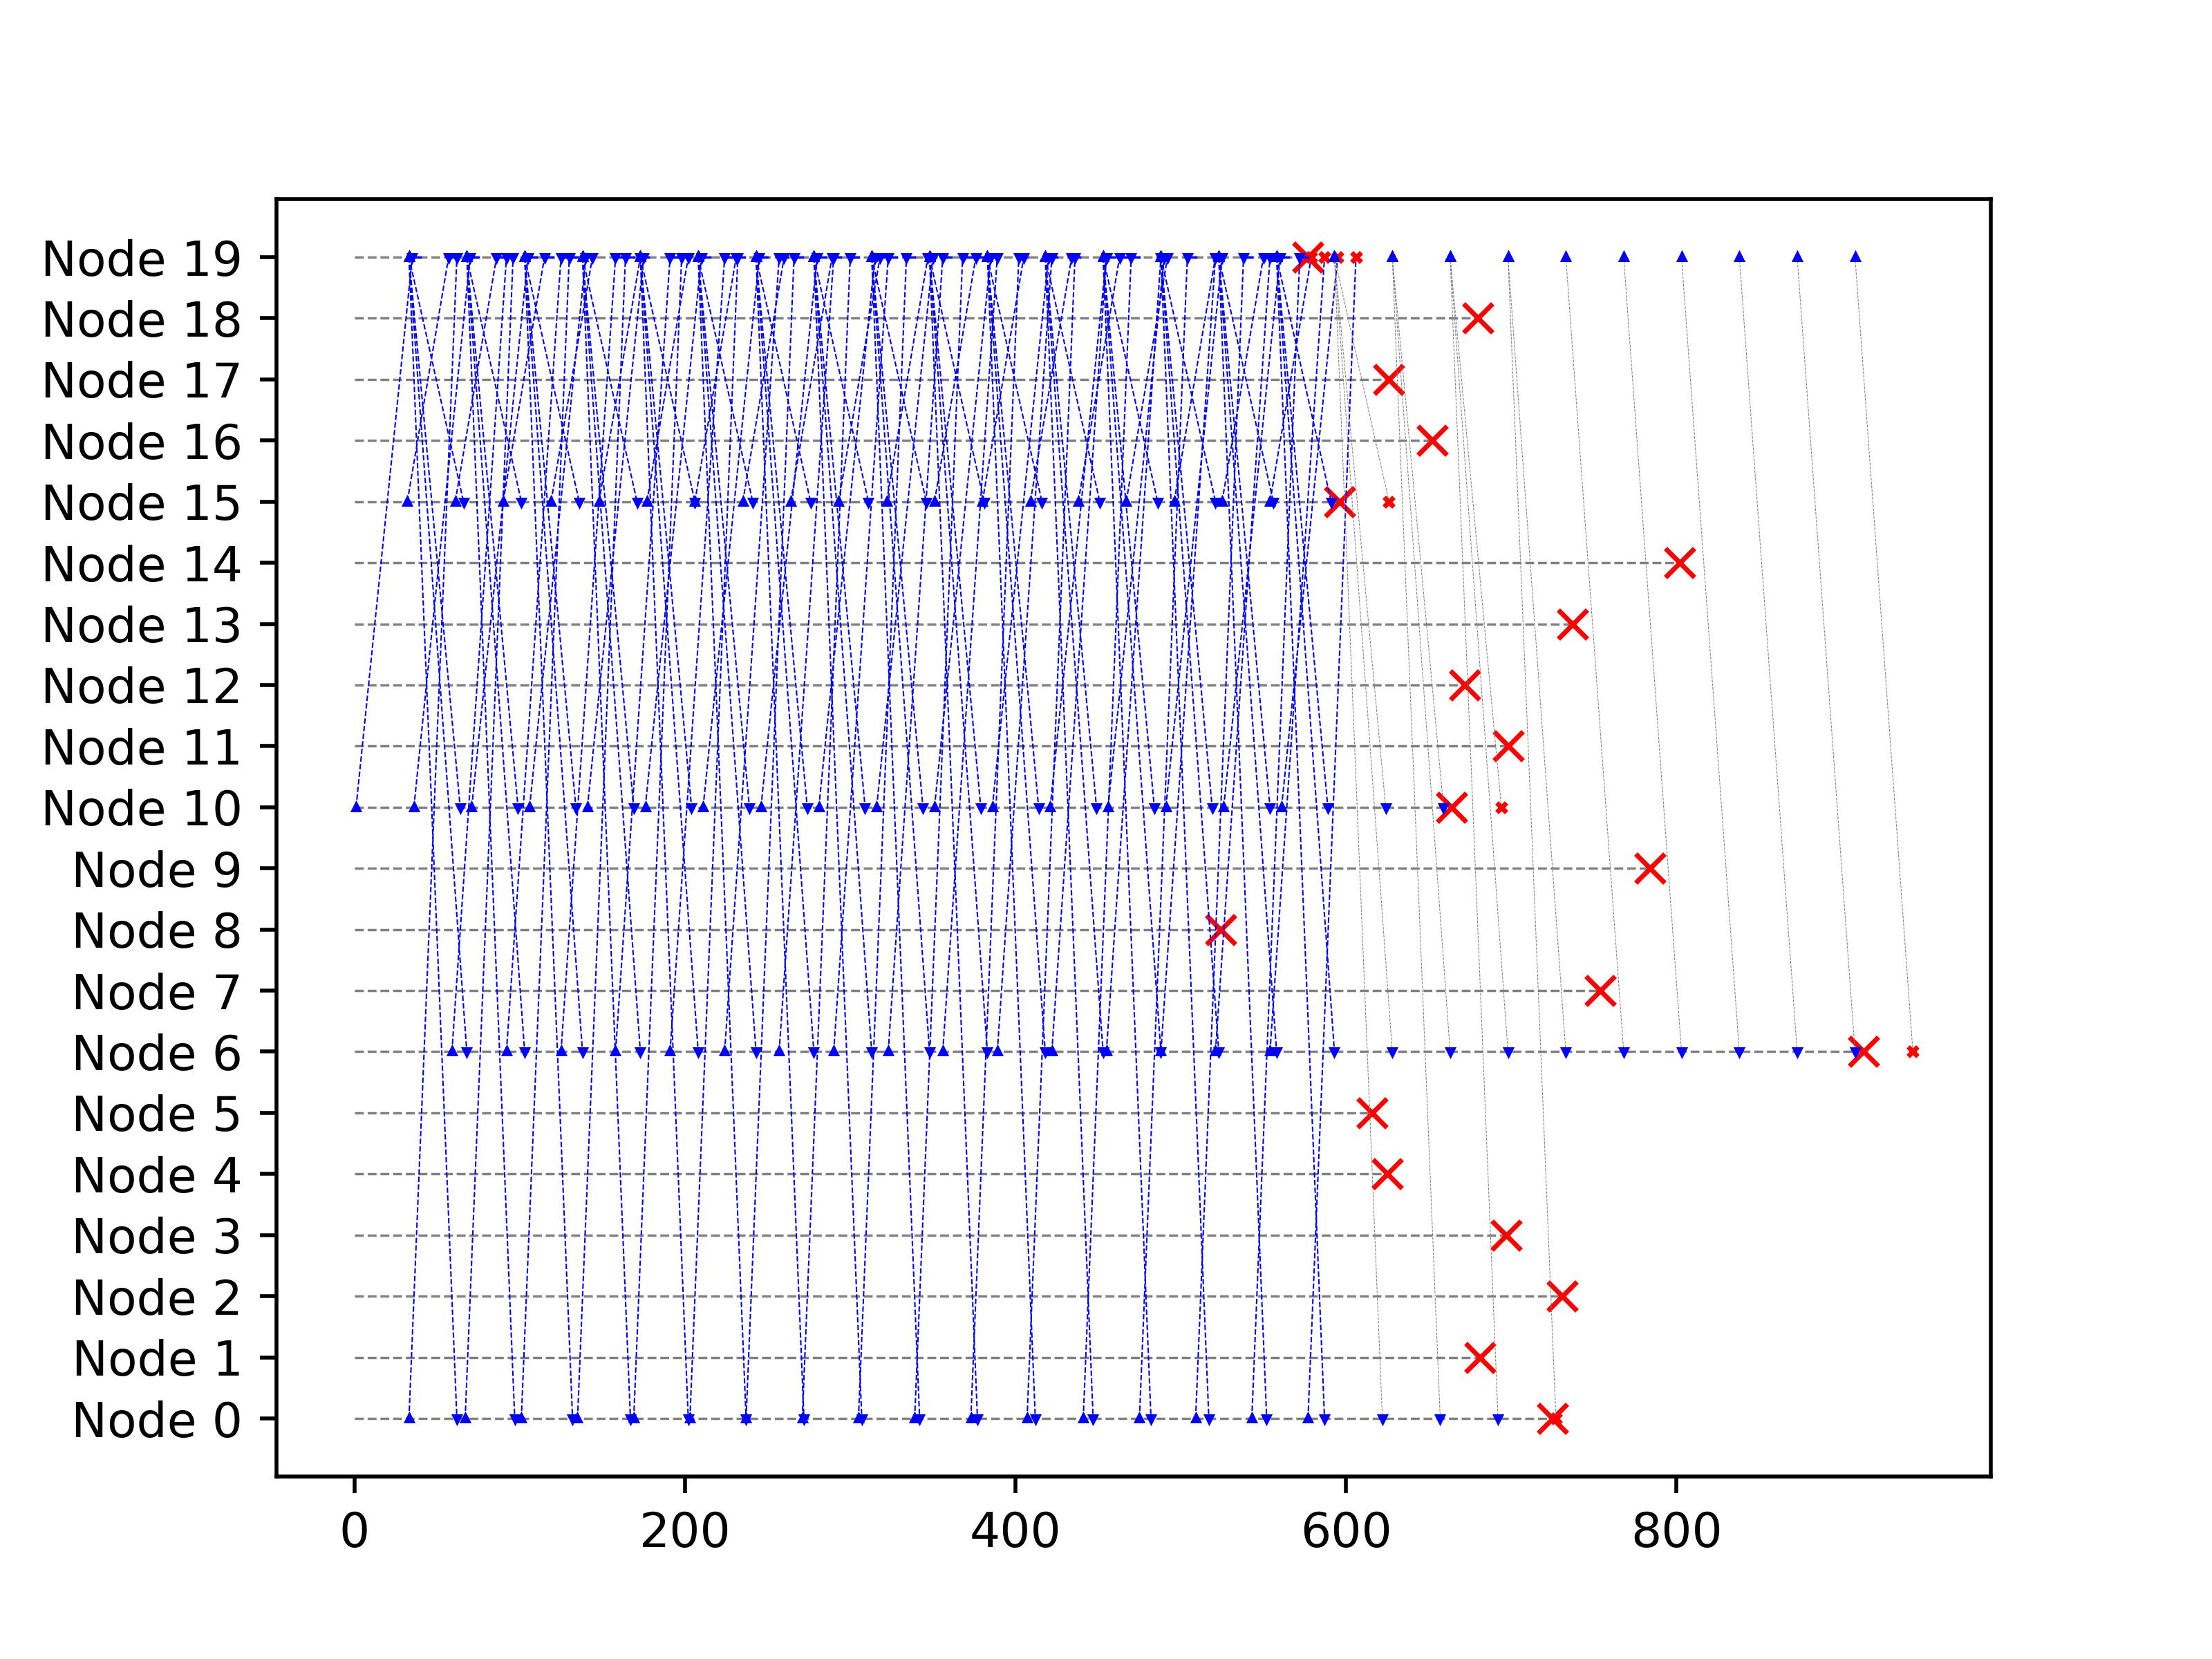 Node 19
Node 18
Node 17
Node 16
Node 15
Node 14
Node 13
Node 12
Node 11
Node 10
Node 9
Node 8
Node 7
Node 6
Node 5
Node 4
Node 3
Node 2
Node 1
Node 0
0 200 400 600 800